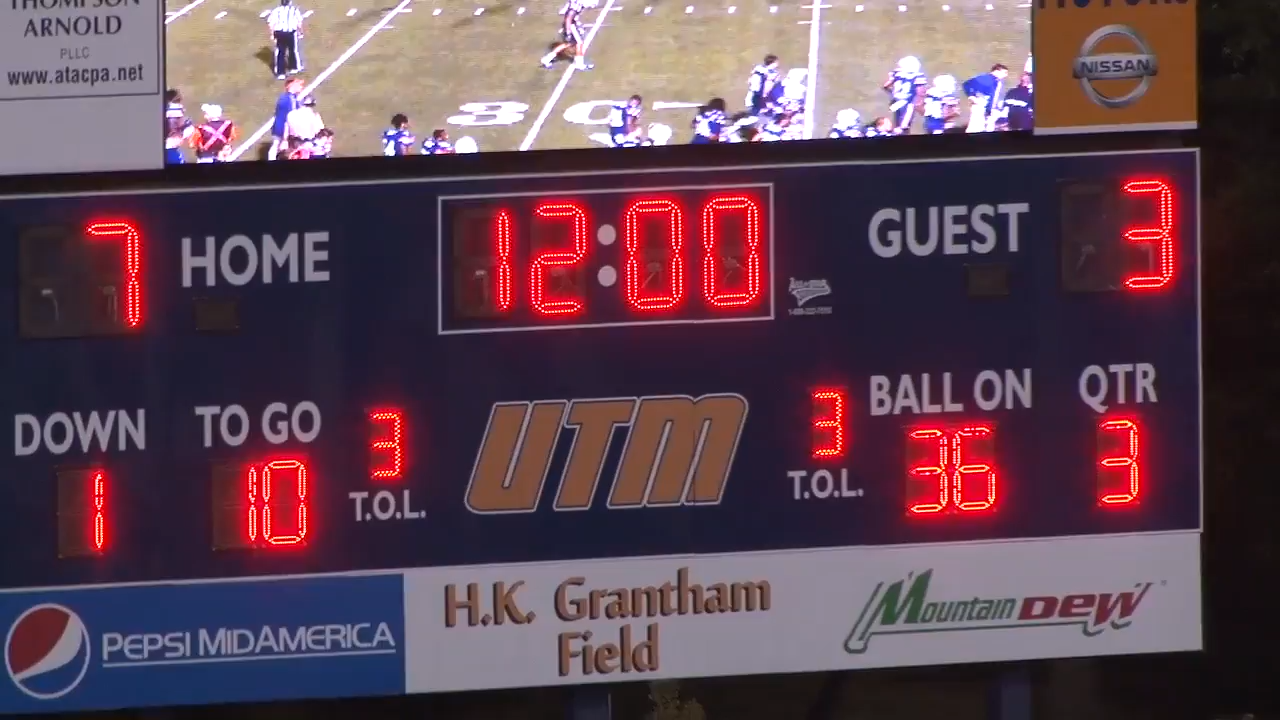 THOMPSON
ARNOLD
PLLC
www.atacpa.net
NISSAN
30
7 HOME 12:00 GUEST 3
DOWN 1
TO GO 10
3 T.O.L.
UTM
3 T.O.L.
BALL ON 36
QTR 3
PEPSI MIDAMERICA
H.K. Grantham
Field
Mountain DEW